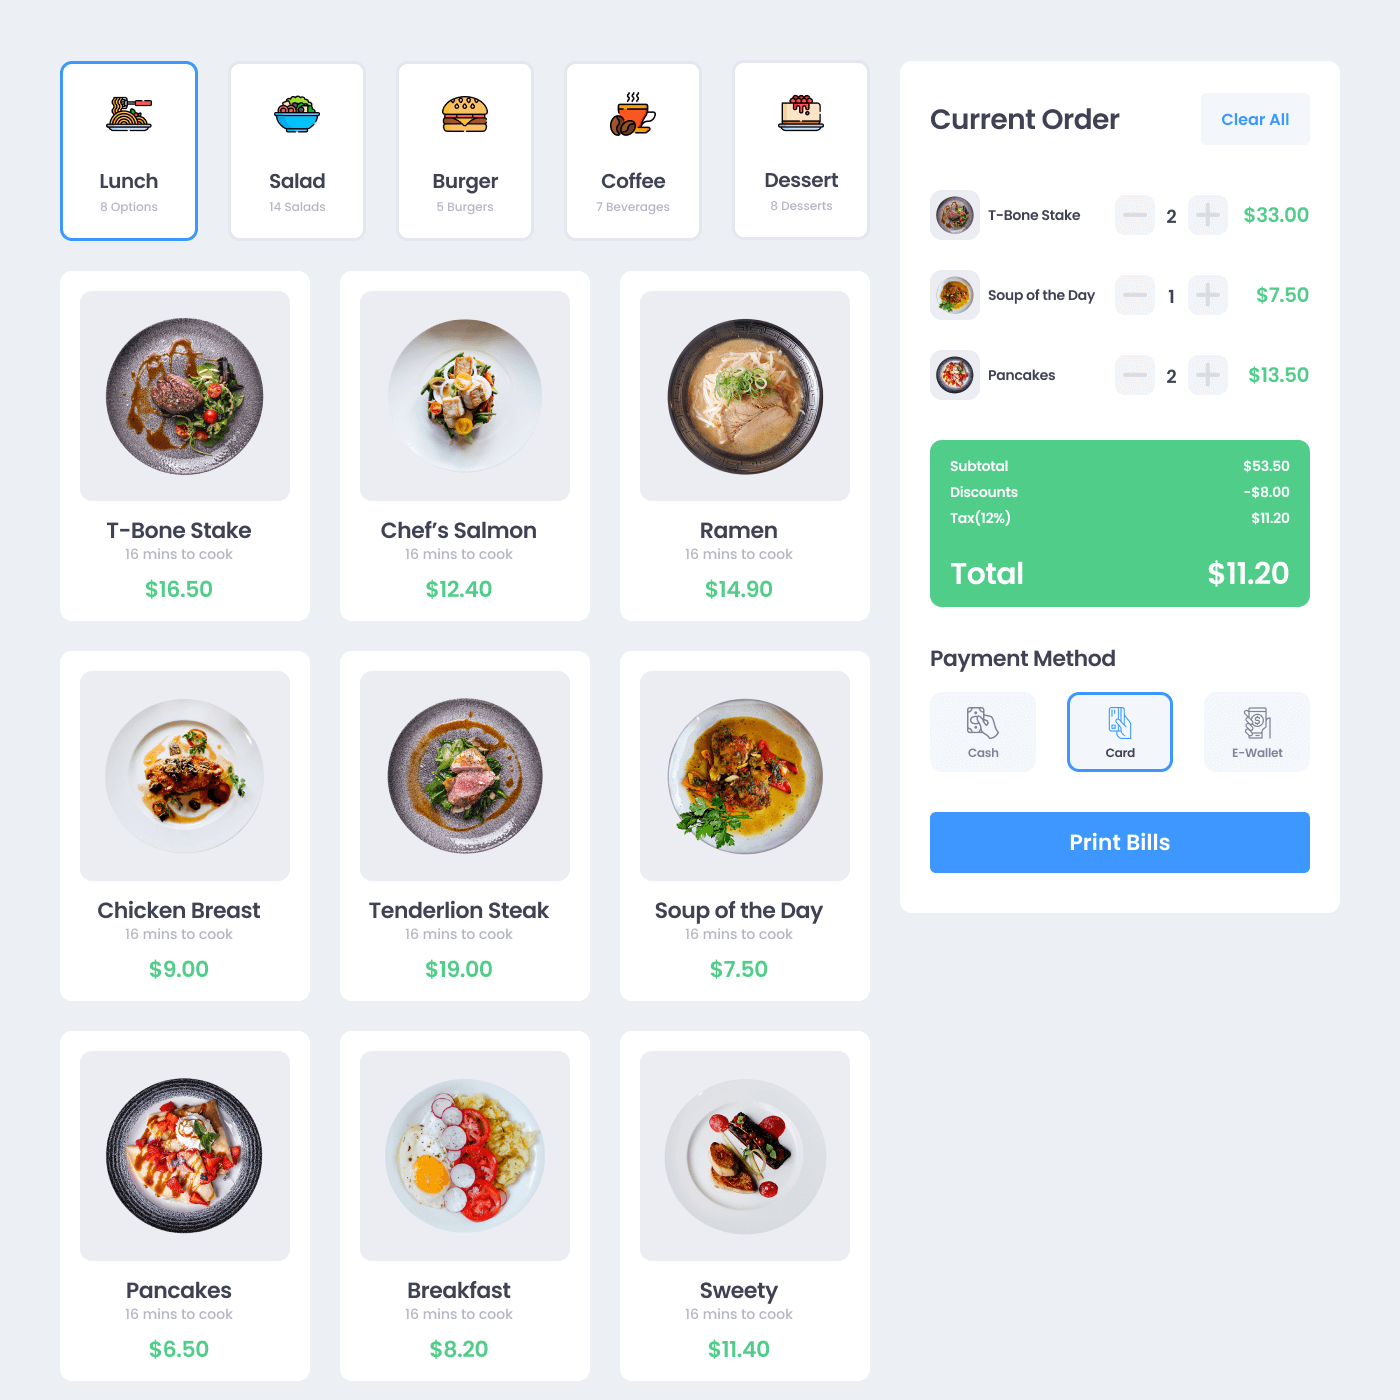 Lunch
8 Options
Salad
14 Salads
Burger
5 Burgers
Coffee
7 Beverages
Dessert
8 Desserts
T-Bone Stake
16 mins to cook
$16.50
Chef's Salmon
16 mins to cook
$12.40
Ramen
16 mins to cook
$14.90
Chicken Breast
16 mins to cook
$9.00
Tenderlion Steak
16 mins to cook
$19.00
Soup of the Day
16 mins to cook
$7.50
Pancakes
16 mins to cook
$6.50
Breakfast
16 mins to cook
$8.20
Sweety
16 mins to cook
$11.40
Current Order
Clear All
T-Bone Stake 2 $33.00
Soup of the Day 1 $7.50
Pancakes 2 $13.50
Subtotal $53.50
Discounts -$8.00
Tax(12%) $11.20
Total $11.20
Payment Method
Cash
Card
E-Wallet
Print Bills